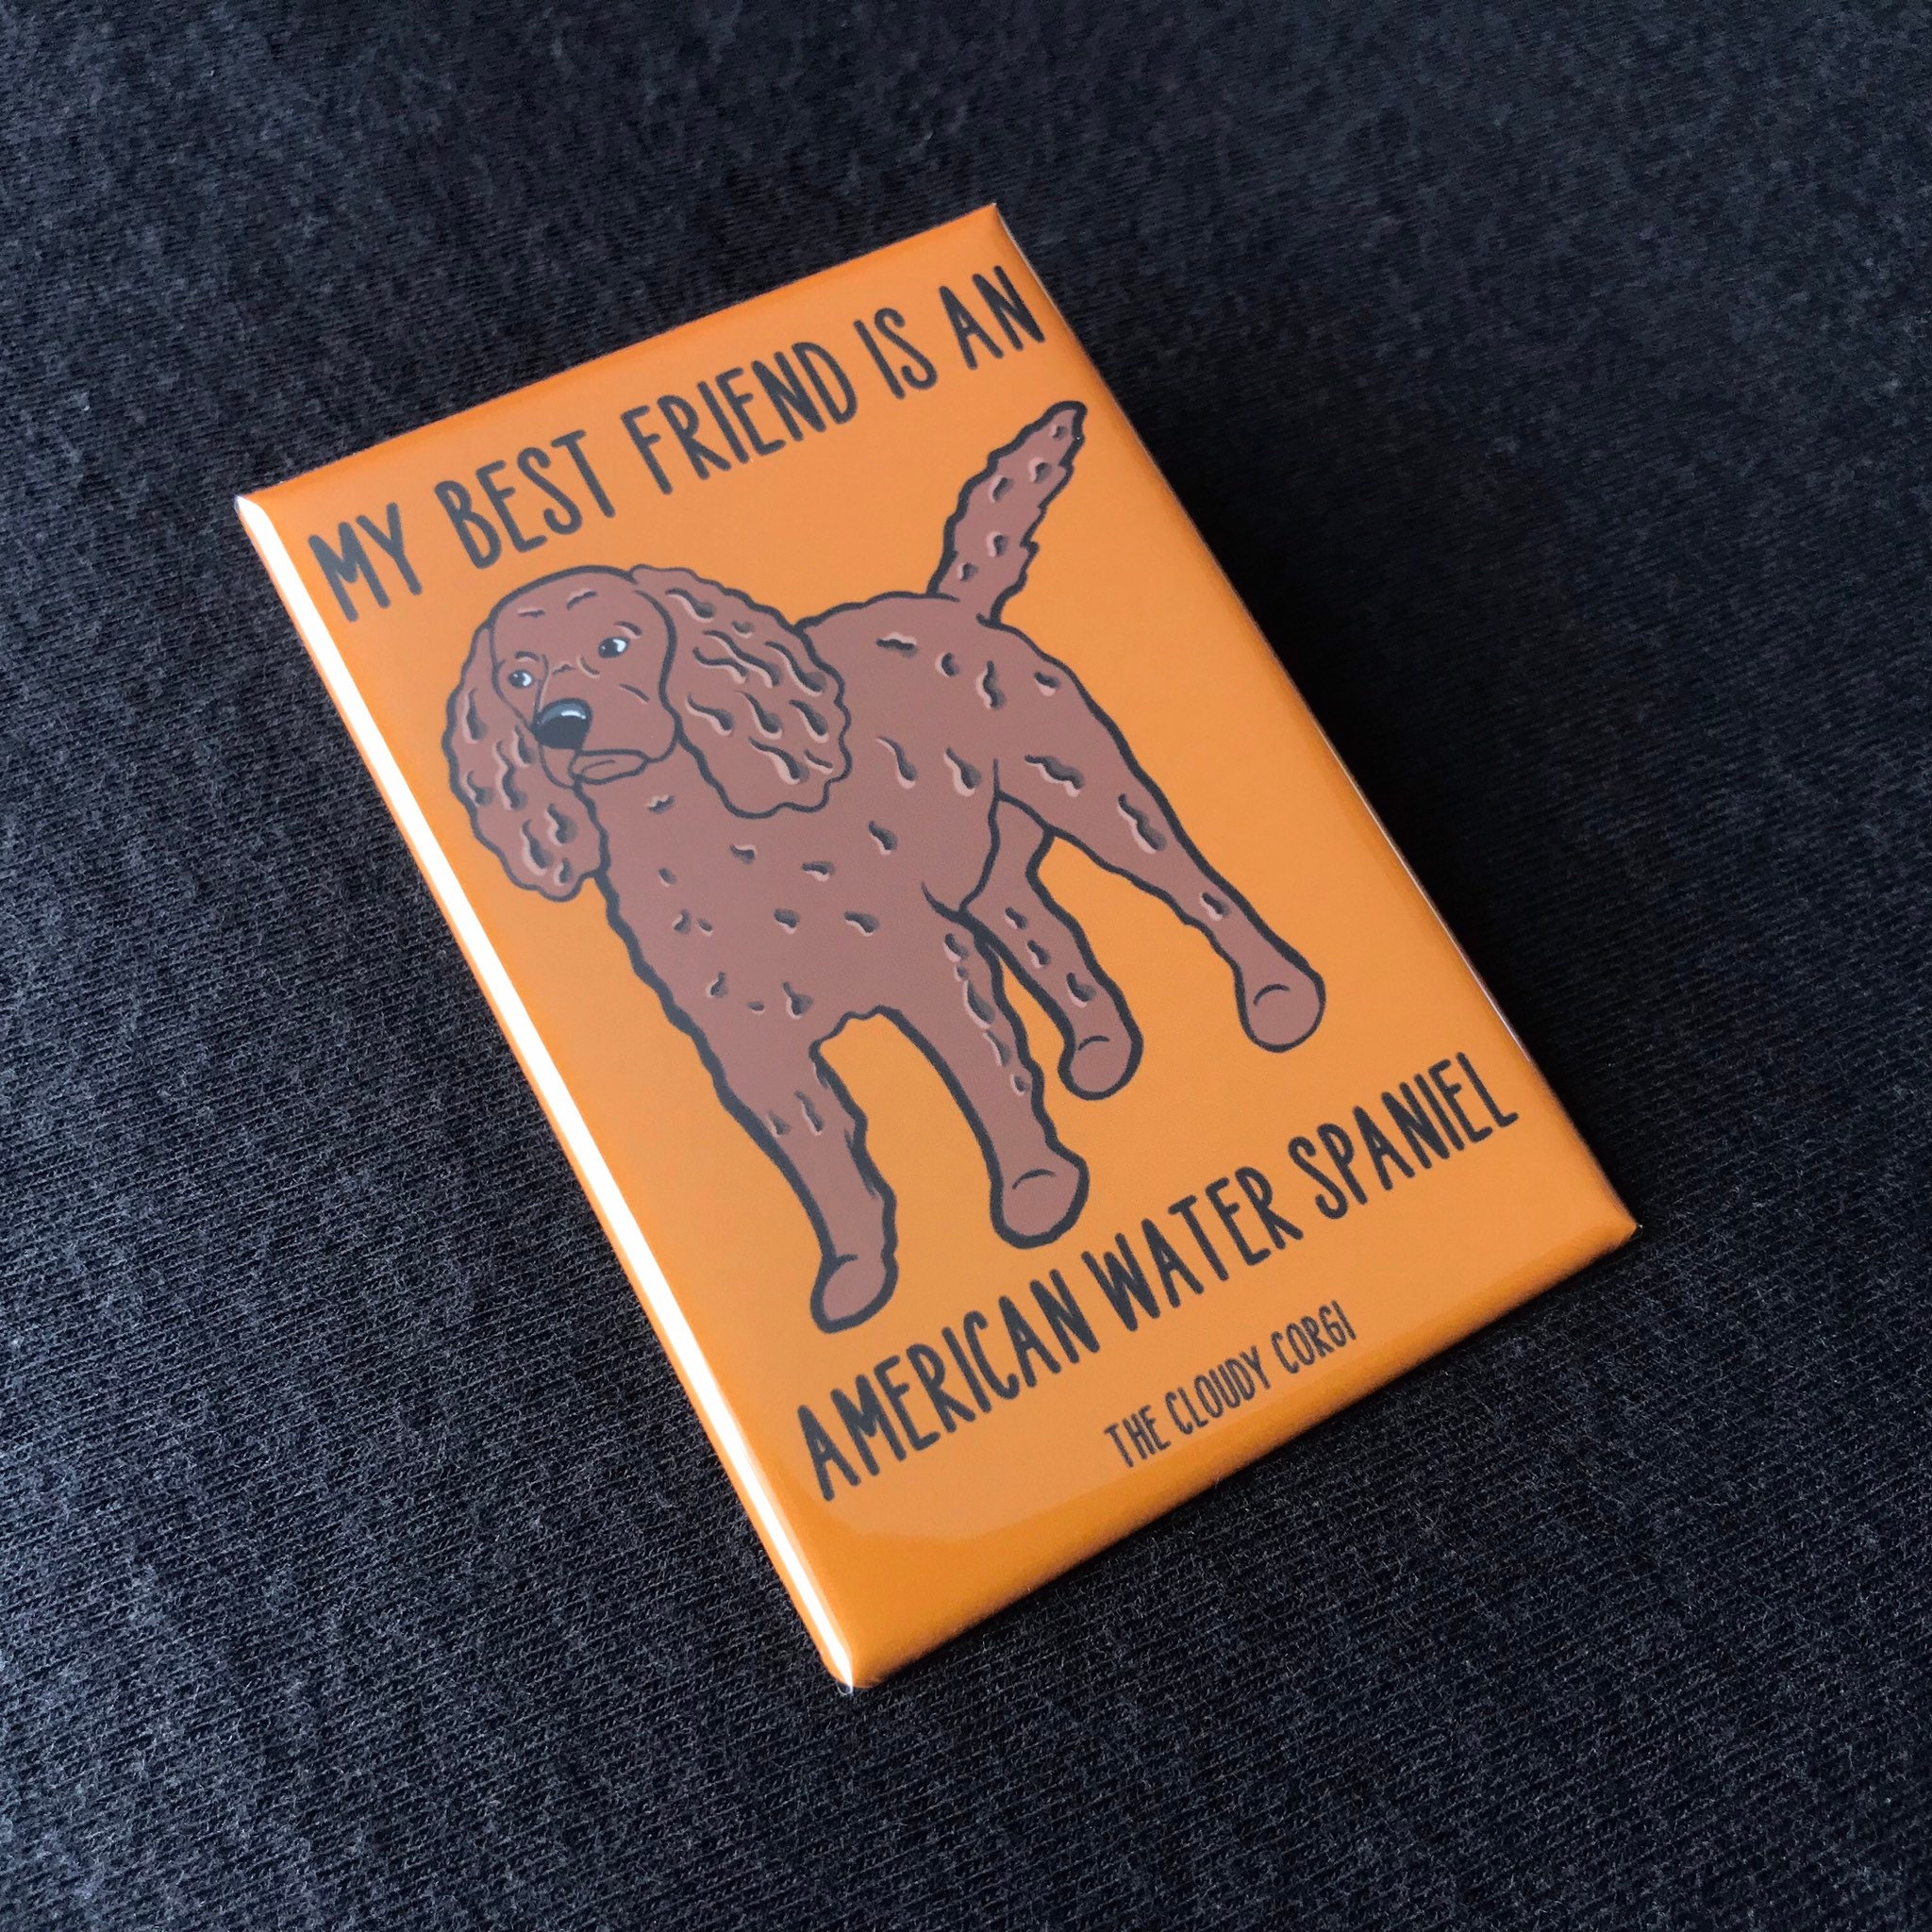 MY BEST FRIEND IS AN
AMERICAN WATER SPANIEL
THE CLOUDY CORGI